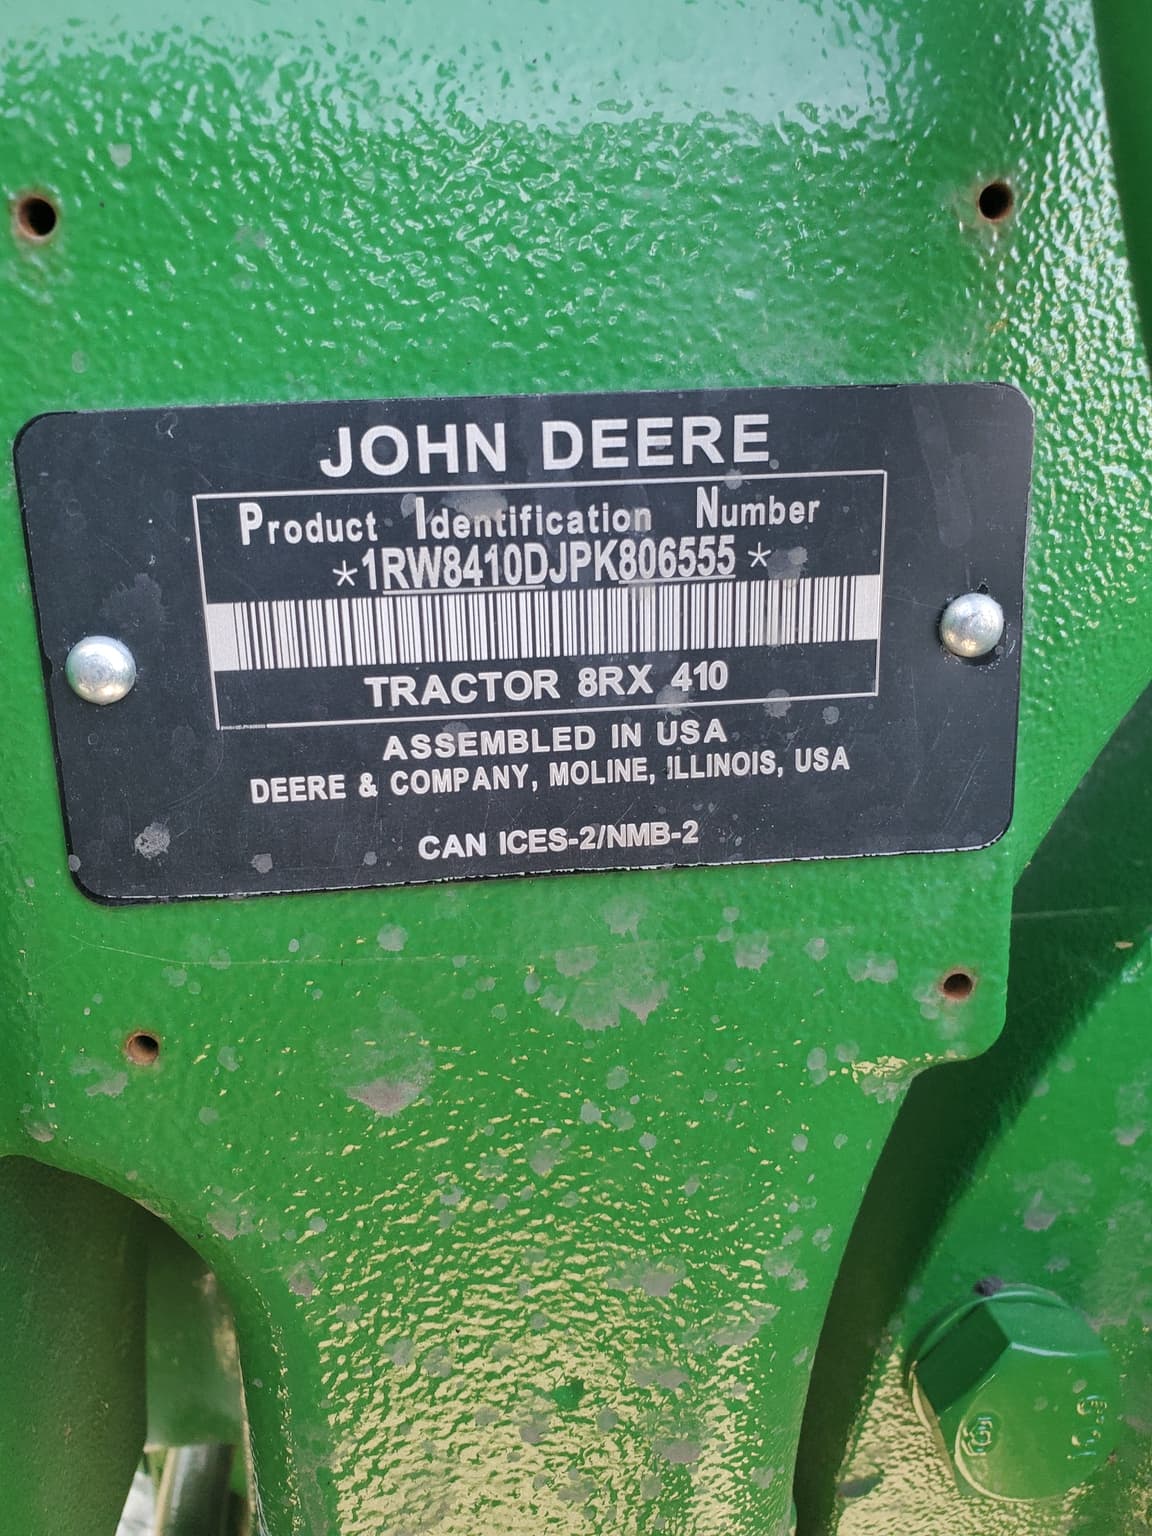 JOHN DEERE
Product Identification Number
*1RW8410DJPK806555*
TRACTOR 8RX 410
ASSEMBLED IN USA
DEERE & COMPANY, MOLINE, ILLINOIS, USA
CAN ICES-2/NMB-2